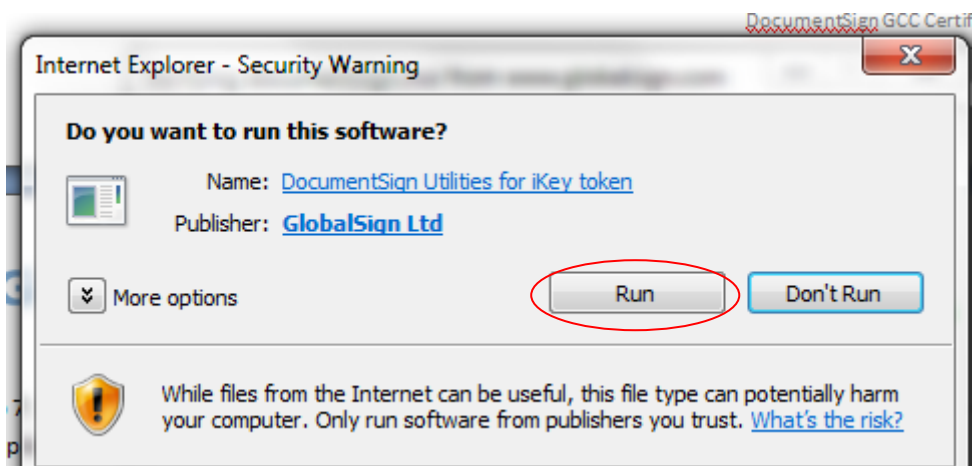 DocumentSign GCC Certif
Internet Explorer - Security Warning
Do you want to run this software?
Name: DocumentSign Utilities for iKey token
Publisher: GlobalSign Ltd
More options
Run
Don't Run
While files from the Internet can be useful, this file type can potentially harm
your computer. Only run software from publishers you trust. What's the risk?